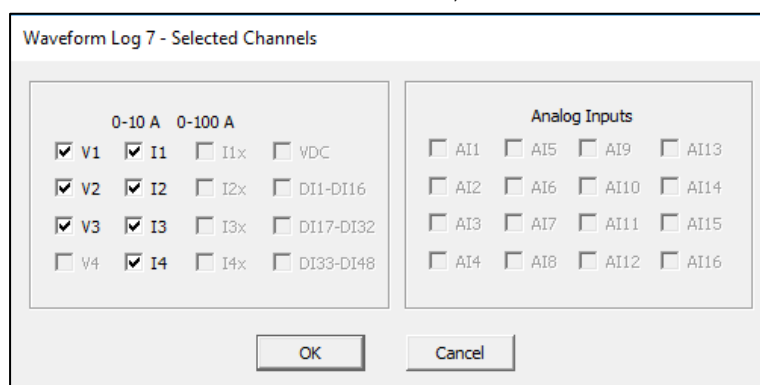 Waveform Log 7 - Selected Channels
0-10 A 0-100 A
V1 I1 I1x VDC
V2 I2 I2x DI1-DI16
V3 I3 I3x DI17-DI32
V4 I4 I4x DI33-DI48
Analog Inputs
AI1 AI5 AI9 AI13
AI2 AI6 AI10 AI14
AI3 AI7 AI11 AI15
AI4 AI8 AI12 AI16
OK Cancel